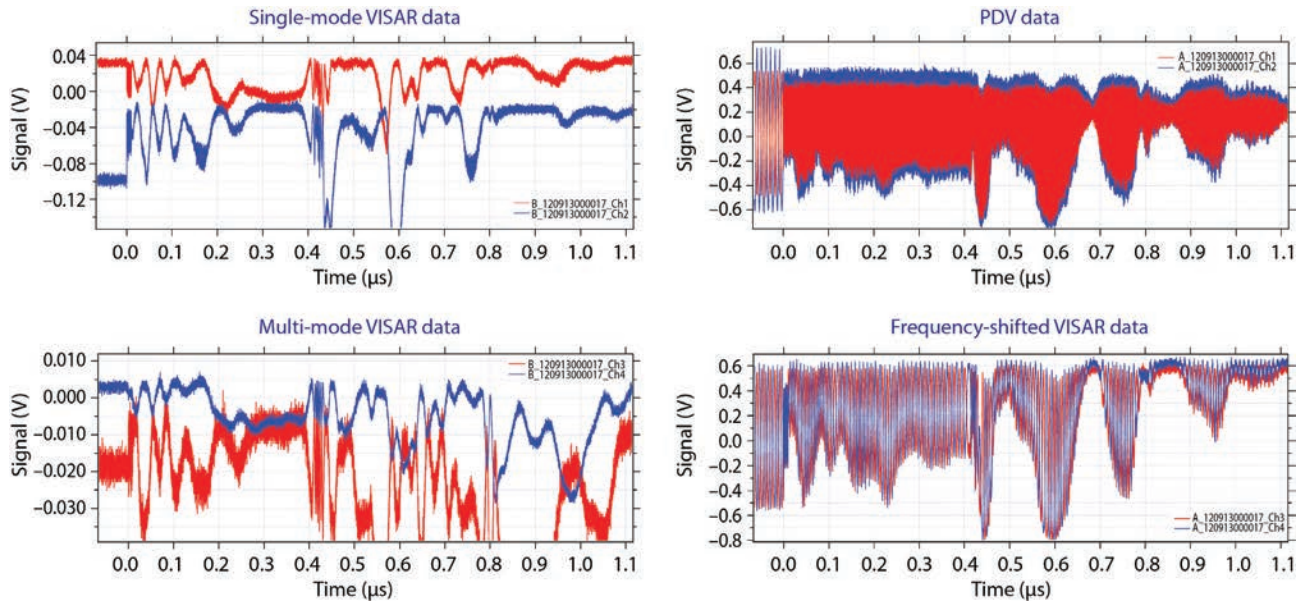 Single-mode VISAR data
Signal (V)
0.04
0.00
−0.04
−0.08
−0.12
B_120913000017_Ch1
B_120913000017_Ch2
0.0 0.1 0.2 0.3 0.4 0.5 0.6 0.7 0.8 0.9 1.0 1.1
Time (µs)
PDV data
Signal (V)
0.6
0.4
0.2
0.0
−0.2
−0.4
−0.6
A_120913000017_Ch1
A_120913000017_Ch2
0.0 0.1 0.2 0.3 0.4 0.5 0.6 0.7 0.8 0.9 1.0 1.1
Time (µs)
Multi-mode VISAR data
Signal (V)
0.010
0.000
−0.010
−0.020
−0.030
B_120913000017_Ch3
B_120913000017_Ch4
0.0 0.1 0.2 0.3 0.4 0.5 0.6 0.7 0.8 0.9 1.0 1.1
Time (µs)
Frequency-shifted VISAR data
Signal (V)
0.6
0.4
0.2
0.0
−0.2
−0.4
−0.6
−0.8
A_120913000017_Ch3
A_120913000017_Ch4
0.0 0.1 0.2 0.3 0.4 0.5 0.6 0.7 0.8 0.9 1.0 1.1
Time (µs)